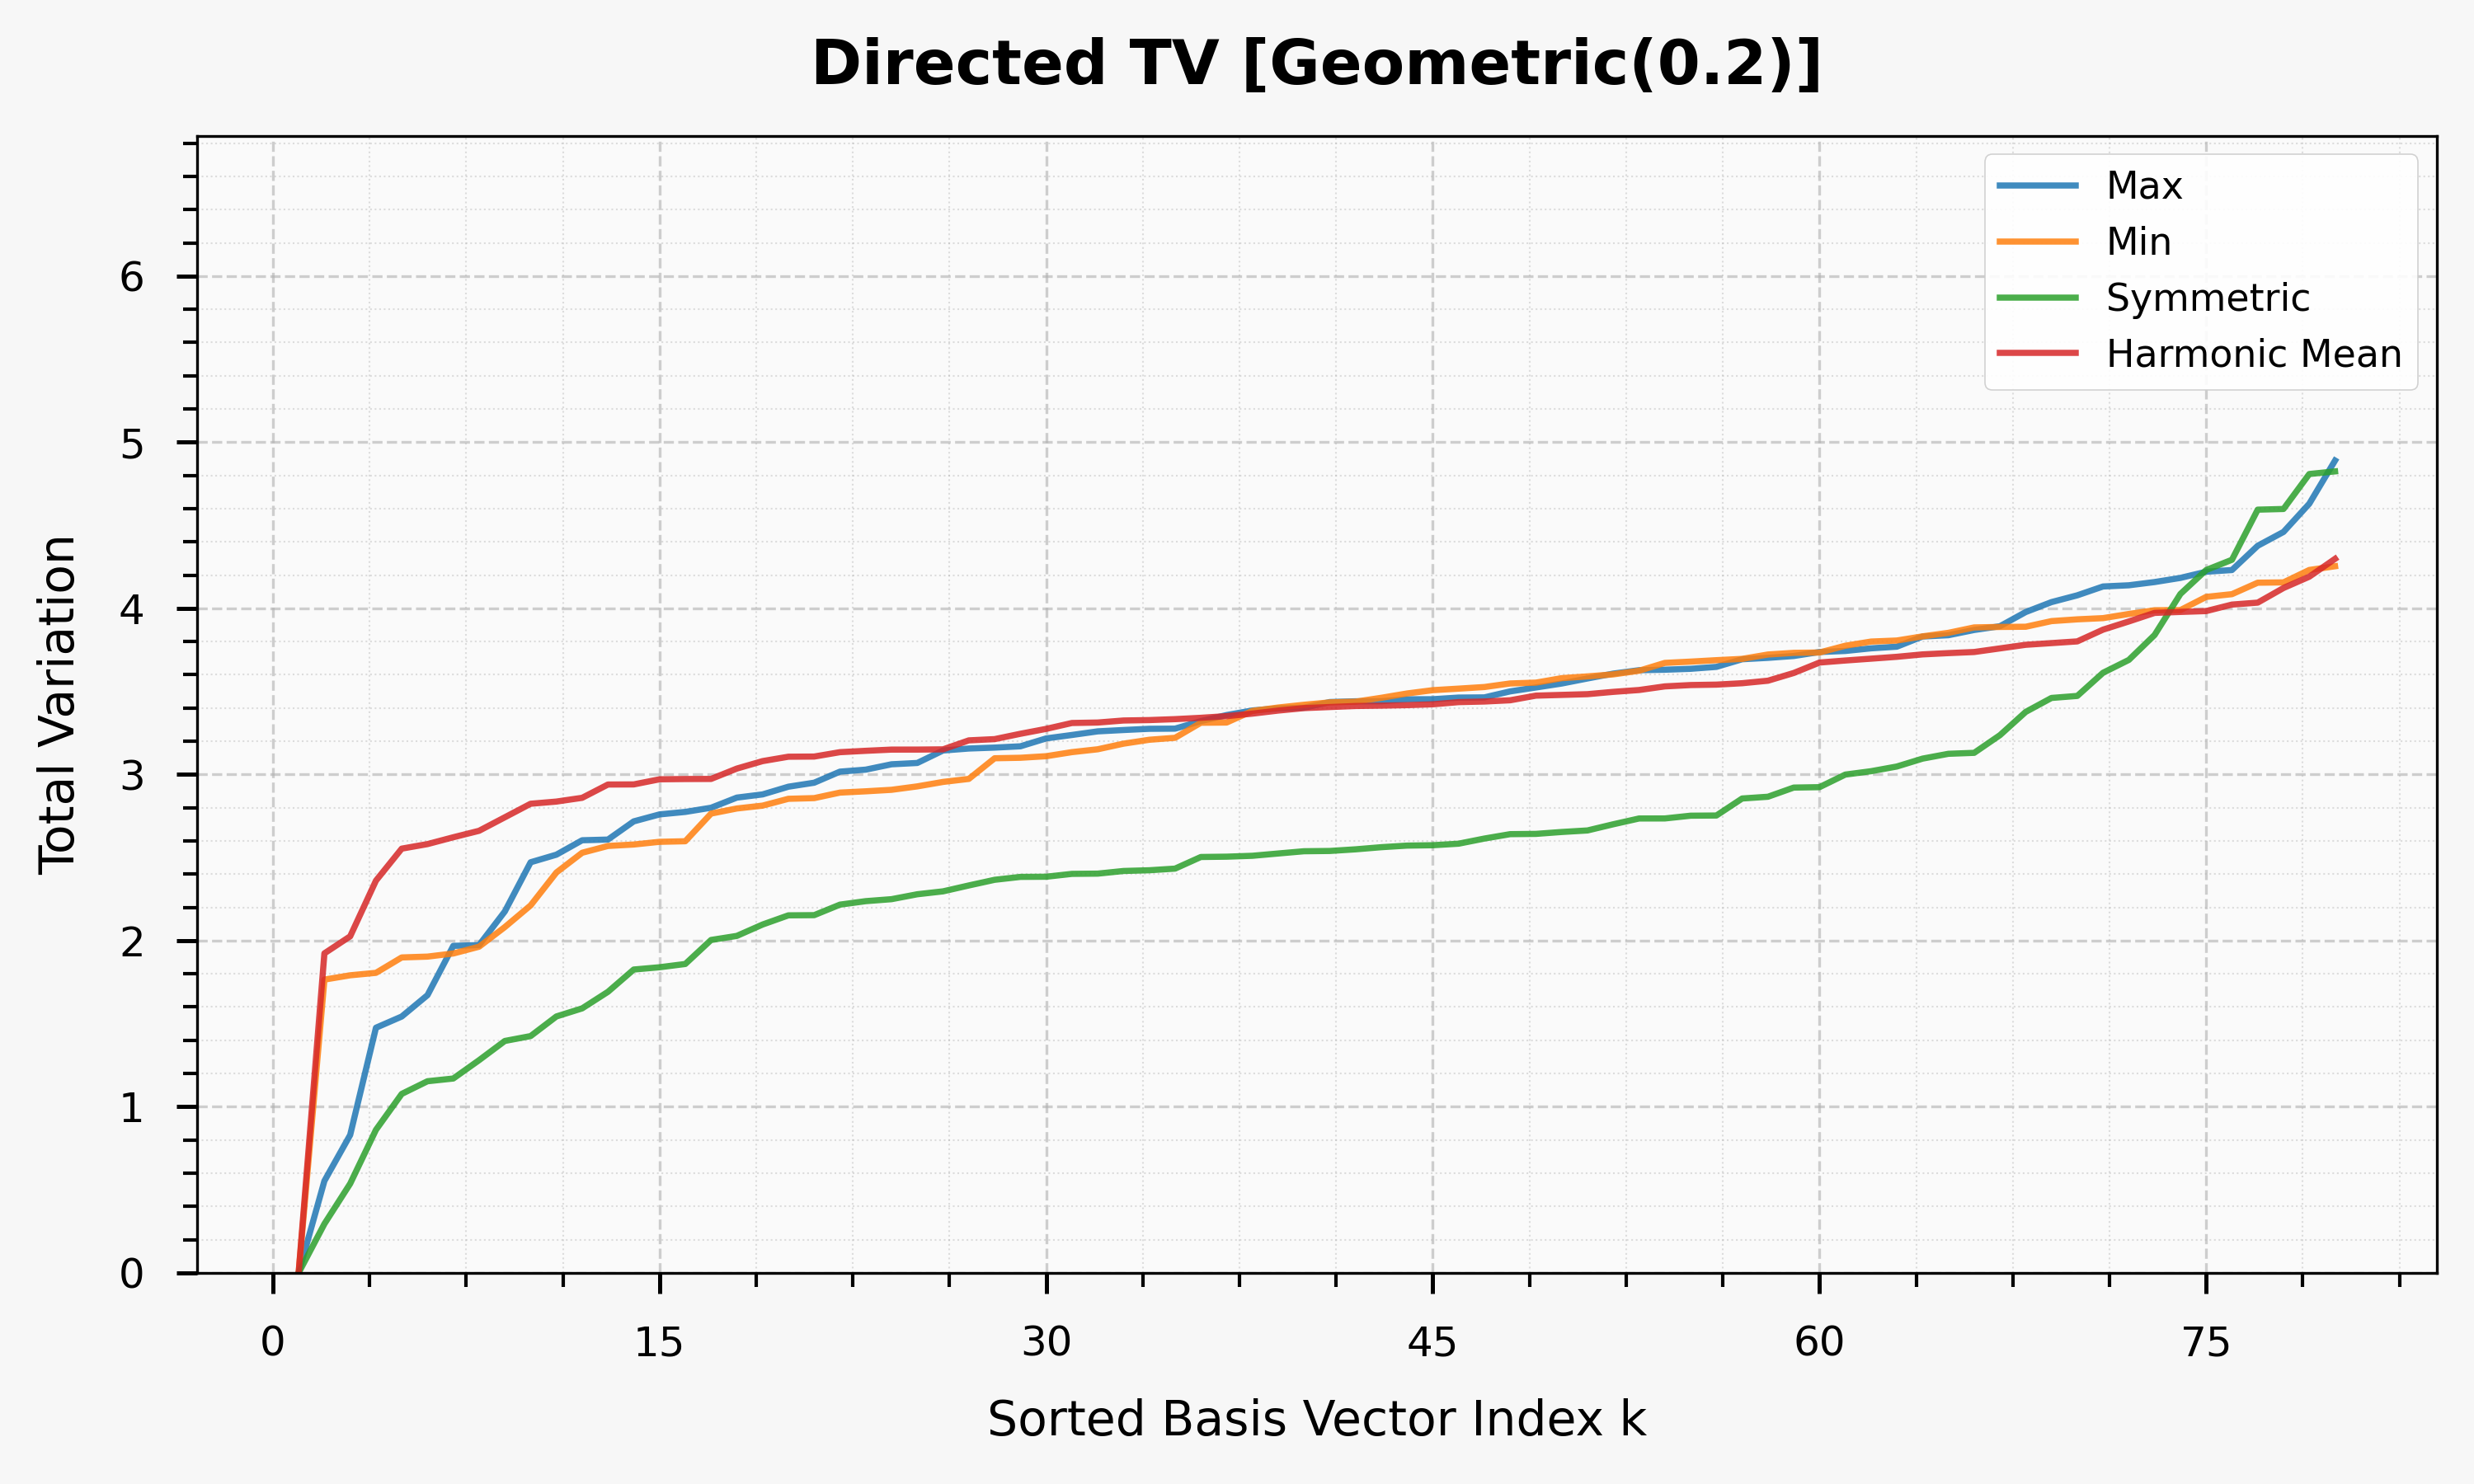 Directed TV [Geometric(0.2)]
Max
Min
Symmetric
Harmonic Mean
Total Variation
6
5
4
3
2
1
0
0 15 30 45 60 75
Sorted Basis Vector Index k